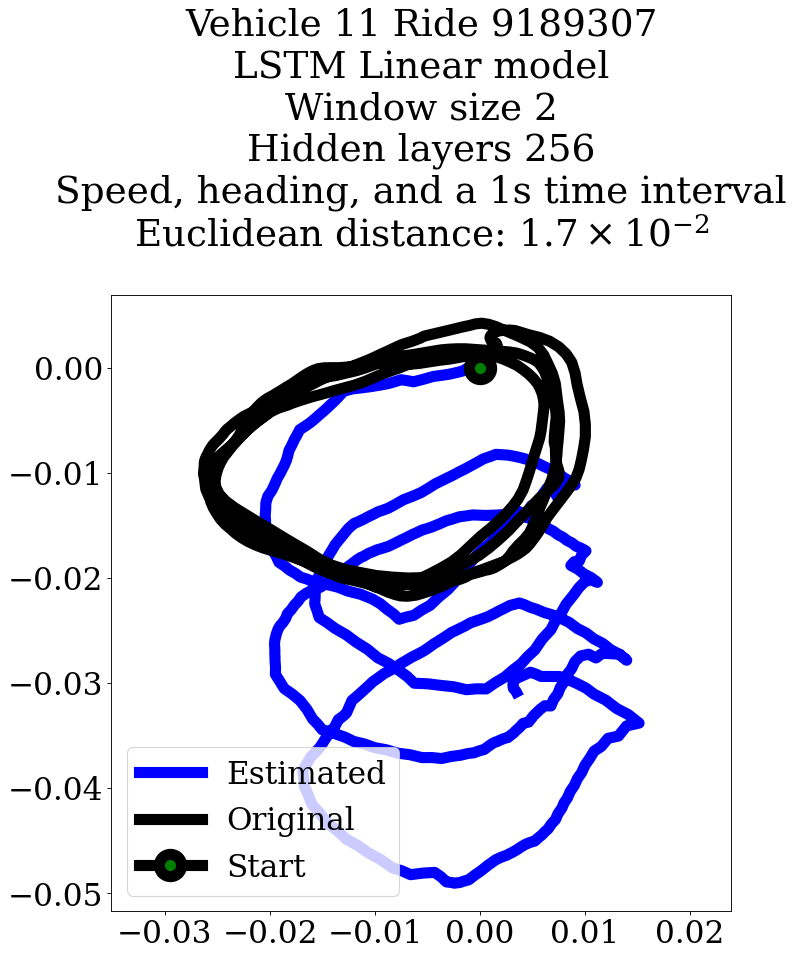 Vehicle 11 Ride 9189307
LSTM Linear model
Window size 2
Hidden layers 256
Speed, heading, and a 1s time interval
Euclidean distance: 1.7 × 10⁻²
0.00
−0.01
−0.02
−0.03
−0.04
−0.05
Estimated
Original
Start
−0.03 −0.02 −0.01 0.00 0.01 0.02